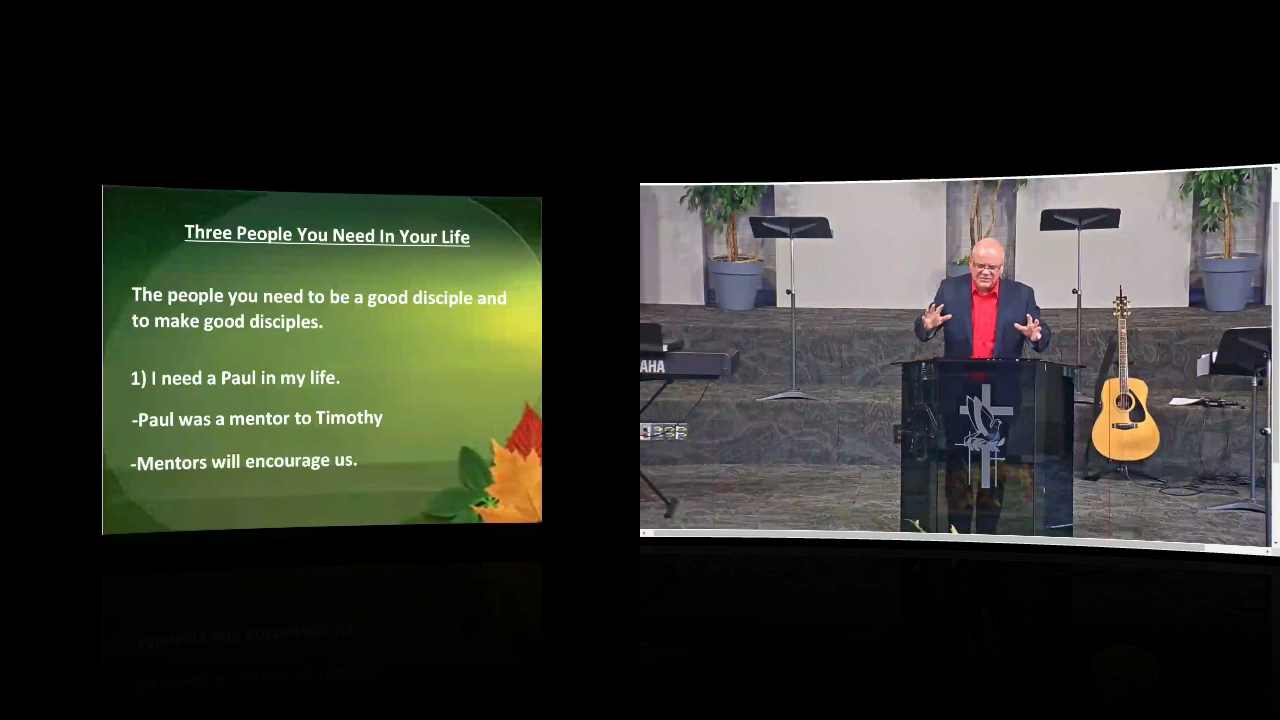 Three People You Need In Your Life
The people you need to be a good disciple and
to make good disciples.
1) I need a Paul in my life.
-Paul was a mentor to Timothy
-Mentors will encourage us.
AHA